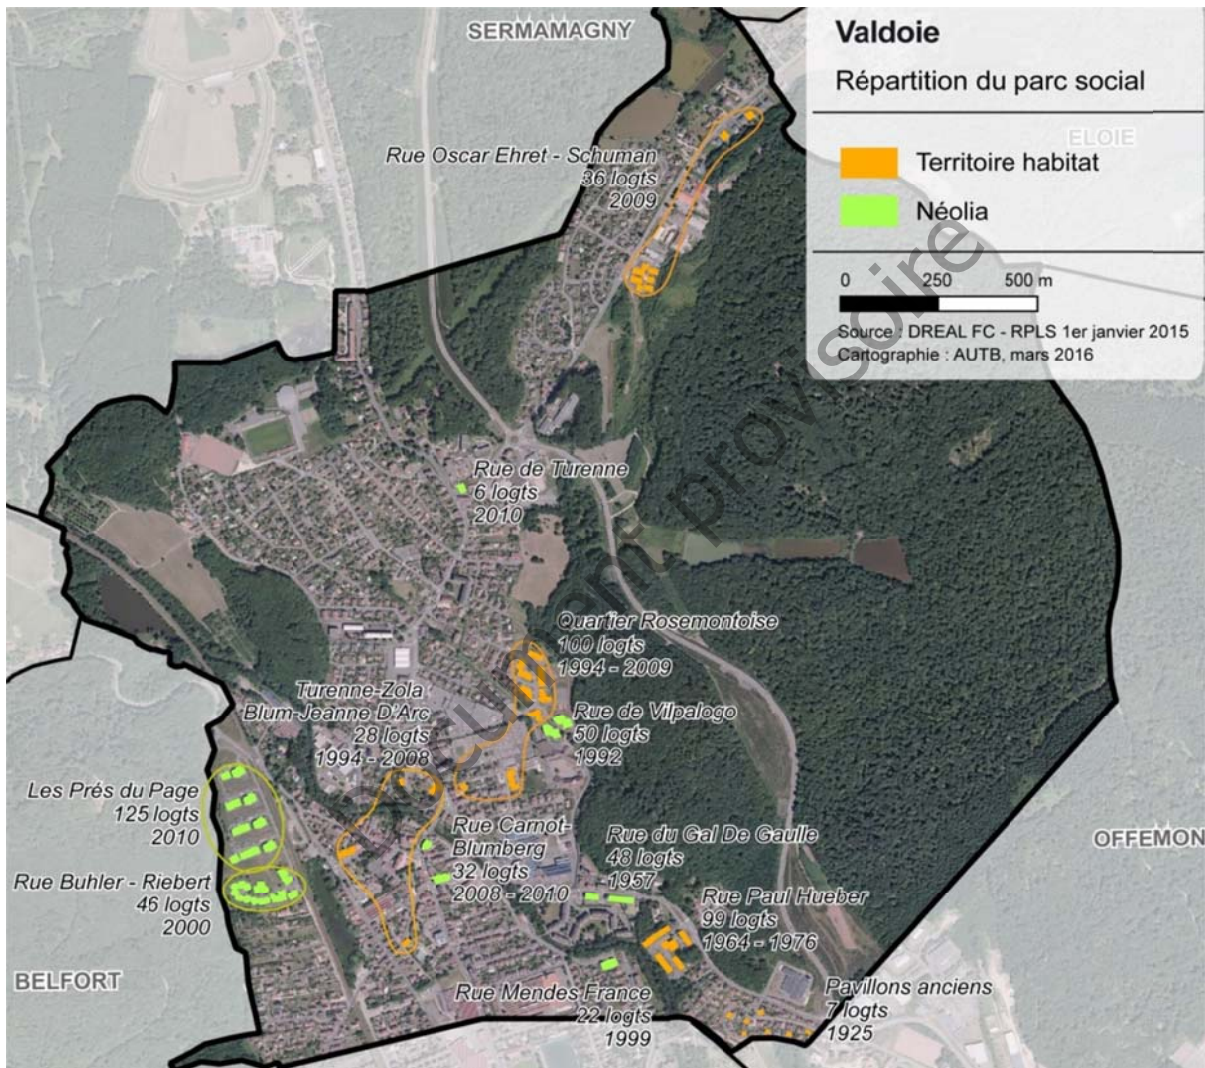 SERMAMAGNY
Valdoie
Répartition du parc social
ELOIE
Territoire habitat
Néolia
0 250 500 m
Source : DREAL FC - RPLS 1er janvier 2015
Cartographie : AUTB, mars 2016
Rue Oscar Ehret - Schuman
36 logts
2009
Rue de Turenne
6 logts
2010
Quartier Rosemontoise
100 logts
1994 - 2009
Turenne-Zola
Blum-Jeanne D'Arc
28 logts
1994 - 2008
Rue de Vilpalogo
50 logts
1992
Les Prés du Page
125 logts
2010
Rue Carnot-
Blumberg
32 logts
2008 - 2010
Rue du Gal De Gaulle
48 logts
1957
OFFEMON
Rue Buhler - Riebert
46 logts
2000
Rue Paul Hueber
99 logts
1964 - 1976
BELFORT
Rue Mendes France
22 logts
1999
Pavillons anciens
7 logts
1925
Document provisoire